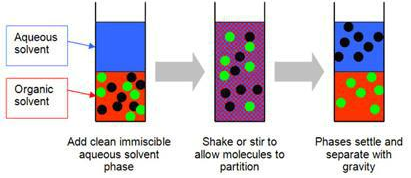 Aqueous
solvent
Organic
solvent
Add clean immiscible
aqueous solvent
phase
Shake or stir to
allow molecules to
partition
Phases settle and
separate with
gravity